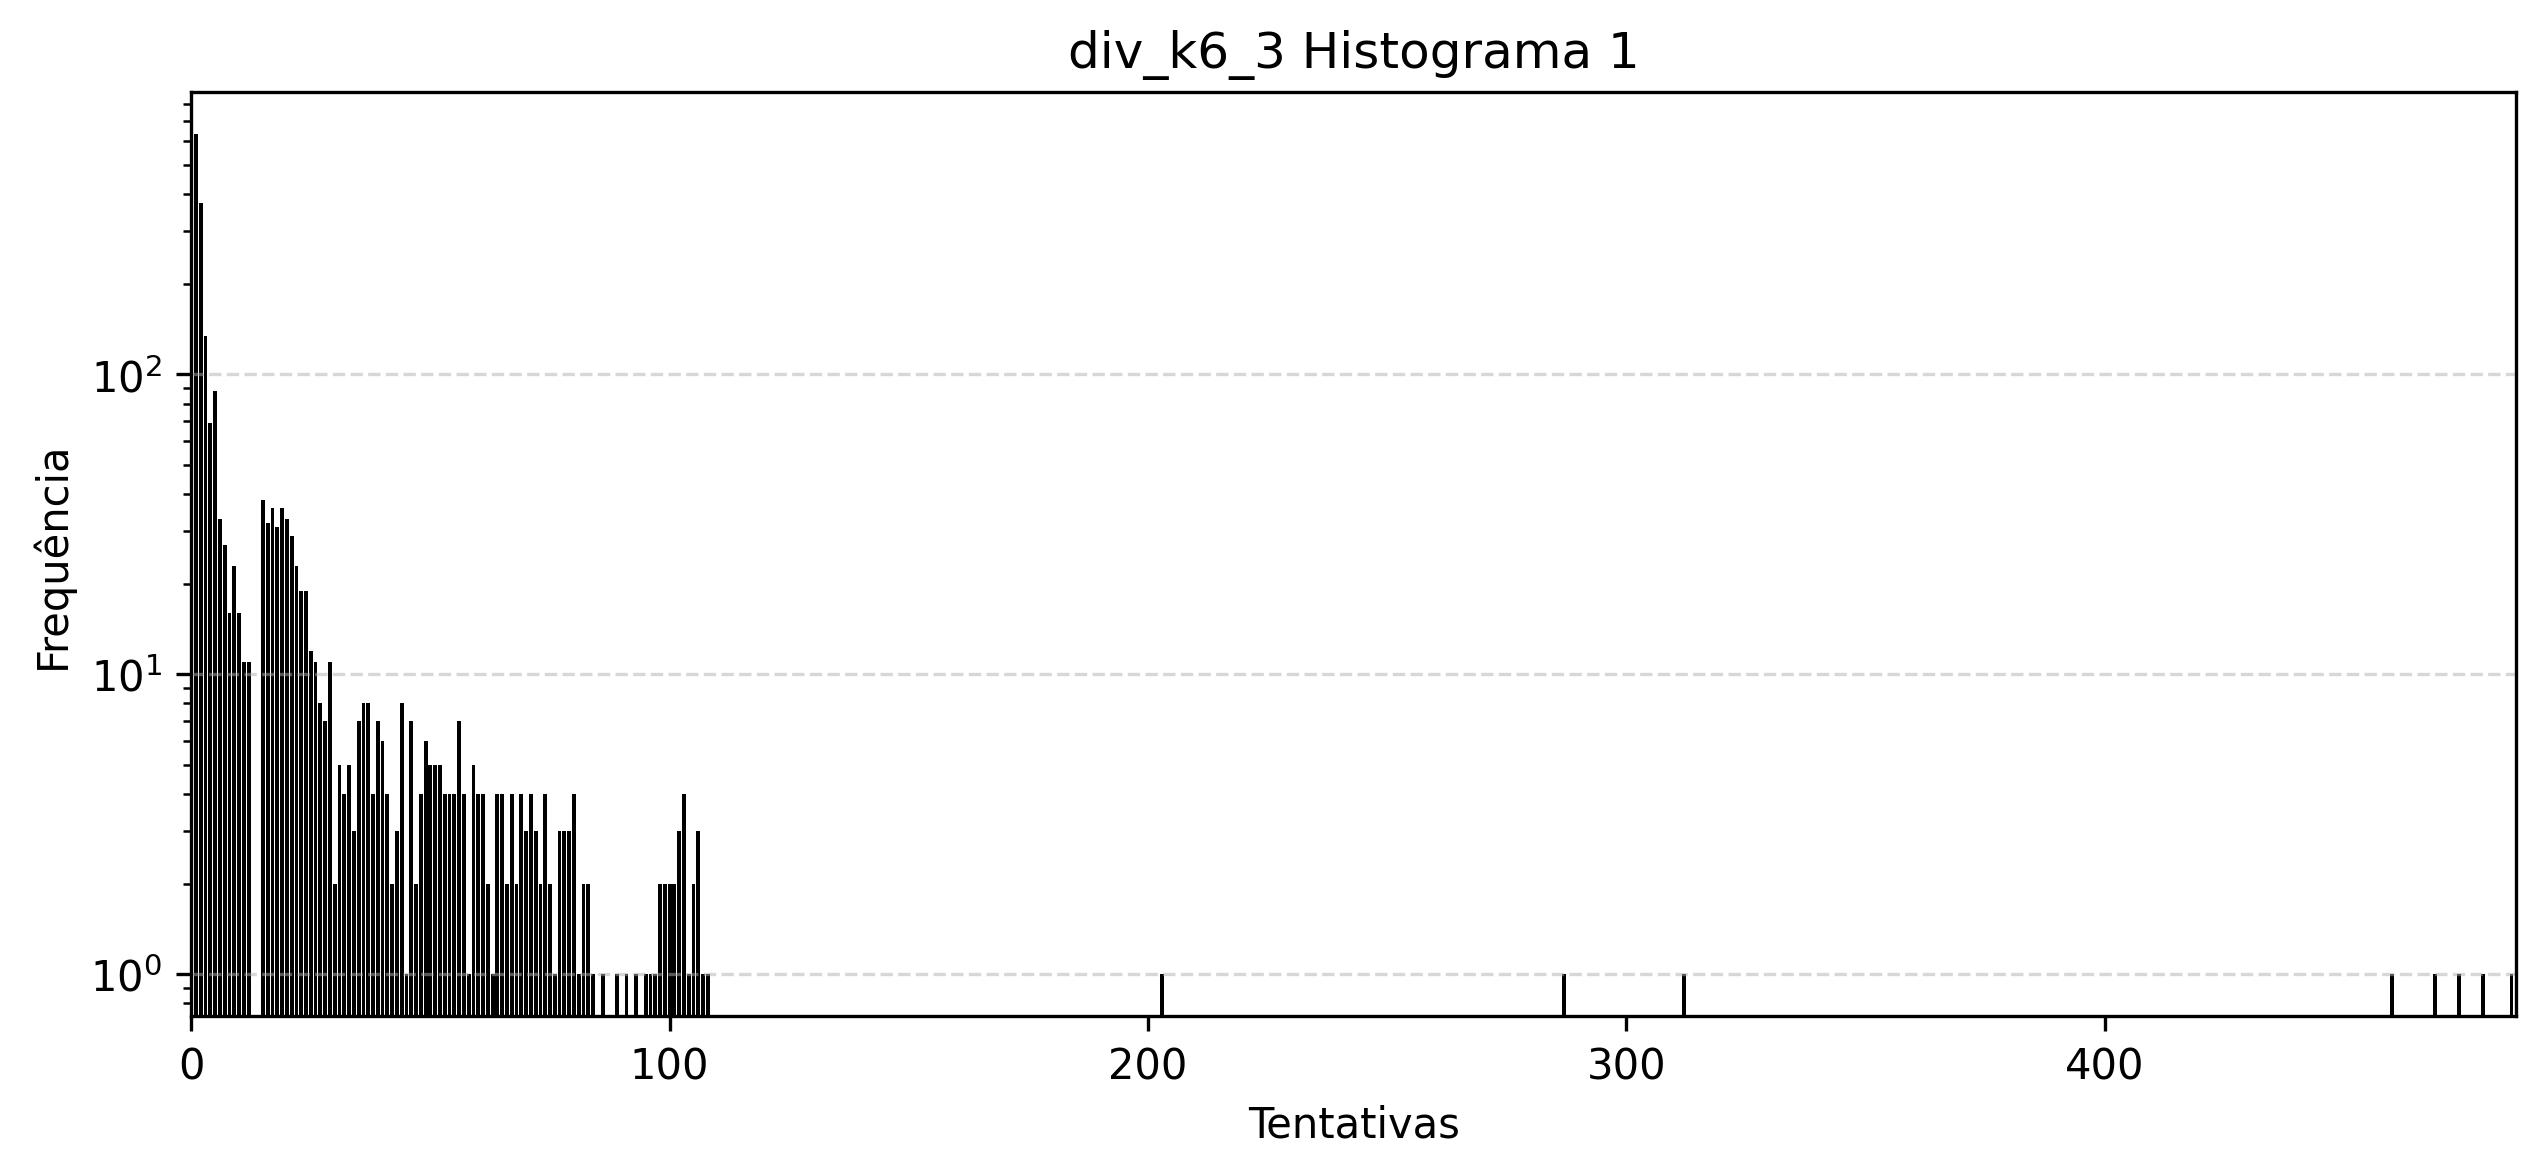 div_k6_3 Histograma 1
Frequência
10²
10¹
10⁰
0 100 200 300 400
Tentativas